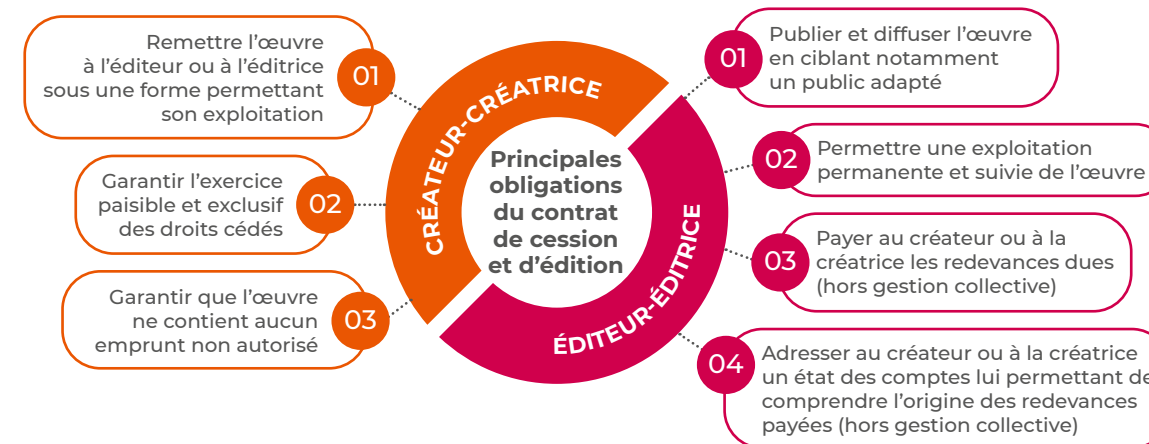 Principales
obligations
du contrat
de cession
et d'édition
CRÉATEUR-CRÉATRICE
01
Remettre l'œuvre
à l'éditeur ou à l'éditrice
sous une forme permettant
son exploitation
02
Garantir l'exercice
paisible et exclusif
des droits cédés
03
Garantir que l'œuvre
ne contient aucun
emprunt non autorisé
ÉDITEUR-ÉDITRICE
01
Publier et diffuser l'œuvre
en ciblant notamment
un public adapté
02
Permettre une exploitation
permanente et suivie de l'œuvre
03
Payer au créateur ou à la
créatrice les redevances dues
(hors gestion collective)
04
Adresser au créateur ou à la créatrice
un état des comptes lui permettant de
comprendre l'origine des redevances
payées (hors gestion collective)